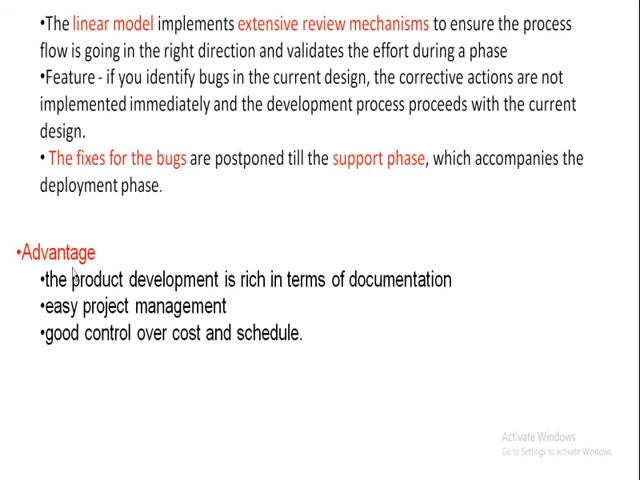 •The linear model implements extensive review mechanisms to ensure the process
flow is going in the right direction and validates the effort during a phase
•Feature - if you identify bugs in the current design, the corrective actions are not
implemented immediately and the development process proceeds with the current
design.
• The fixes for the bugs are postponed till the support phase, which accompanies the
deployment phase.
•Advantage
•the product development is rich in terms of documentation
•easy project management
•good control over cost and schedule.
Activate Windows
Go to Settings to activate Windows.